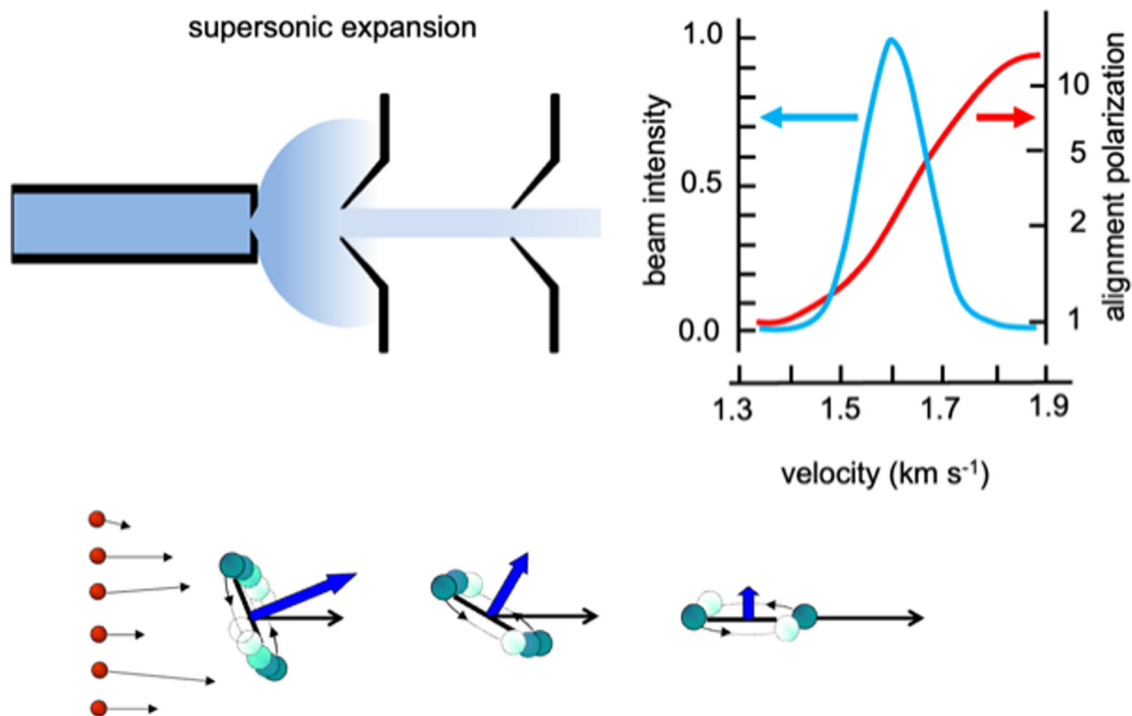 supersonic expansion
beam intensity
1.0
0.5
0.0
10
5
2
1
alignment polarization
1.3 1.5 1.7 1.9
velocity (km s⁻¹)